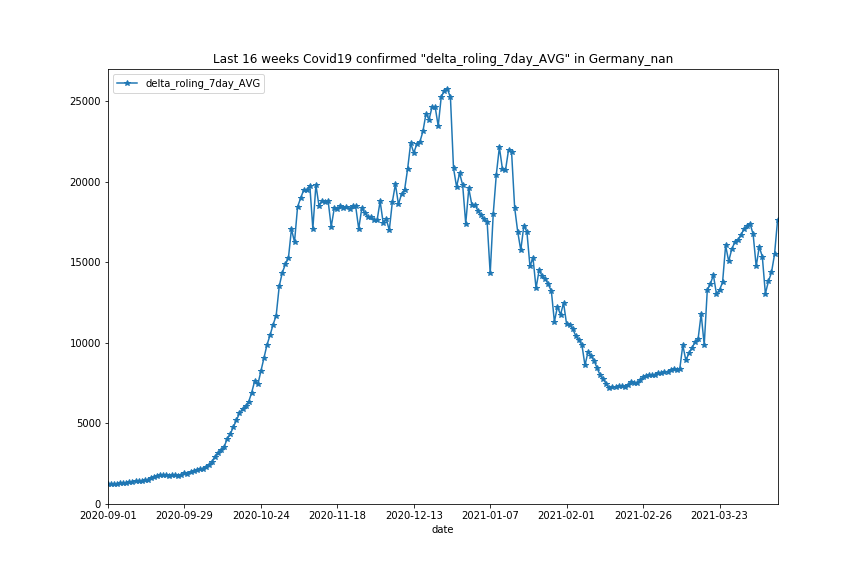 Last 16 weeks Covid19 confirmed "delta_roling_7day_AVG" in Germany_nan
delta_roling_7day_AVG
25000
20000
15000
10000
5000
0
2020-09-01 2020-09-29 2020-10-24 2020-11-18 2020-12-13 2021-01-07 2021-02-01 2021-02-26 2021-03-23
date